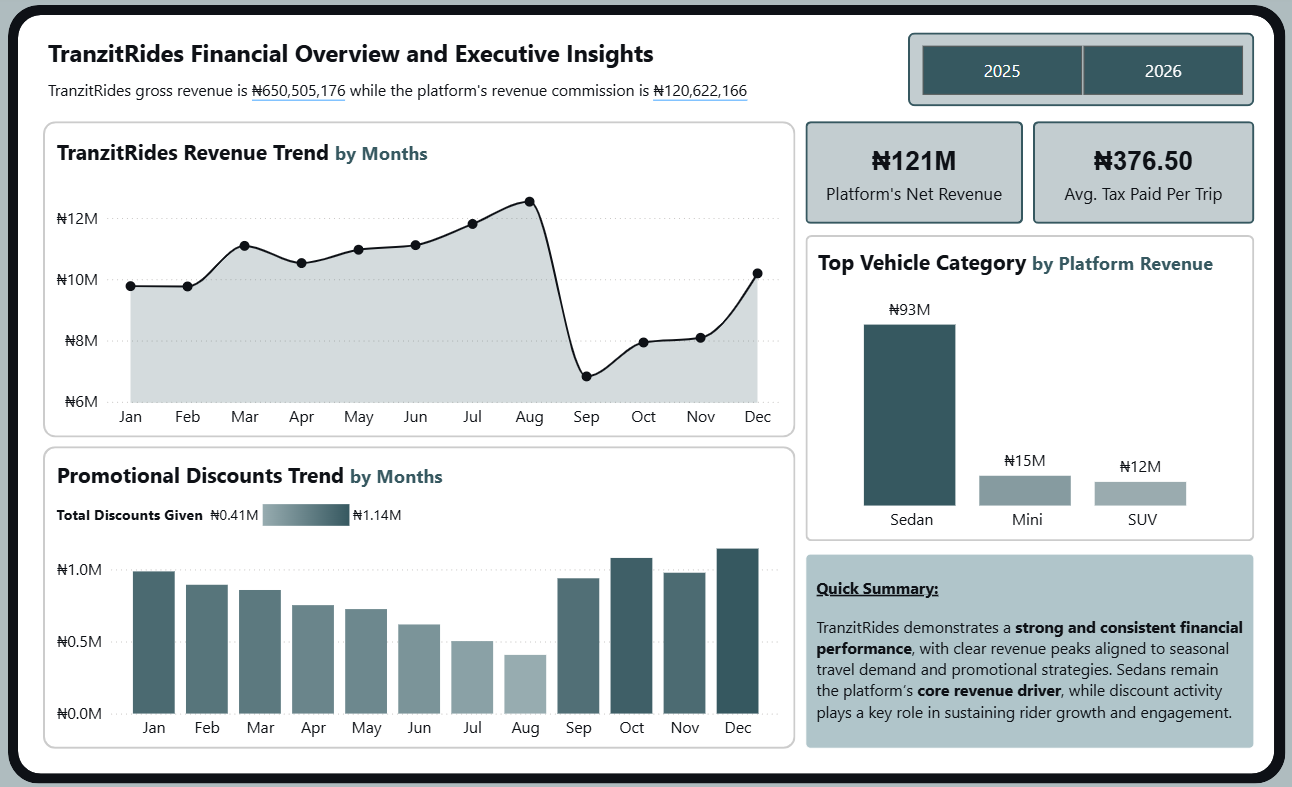 TranzitRides Financial Overview and Executive Insights
TranzitRides gross revenue is ₦650,505,176 while the platform's revenue commission is ₦120,622,166
2025
2026
TranzitRides Revenue Trend by Months
₦12M
₦10M
₦8M
₦6M
Jan Feb Mar Apr May Jun Jul Aug Sep Oct Nov Dec
₦121M
Platform's Net Revenue
₦376.50
Avg. Tax Paid Per Trip
Top Vehicle Category by Platform Revenue
₦93M
₦15M
₦12M
Sedan Mini SUV
Promotional Discounts Trend by Months
Total Discounts Given ₦0.41M ₦1.14M
₦1.0M
₦0.5M
₦0.0M
Jan Feb Mar Apr May Jun Jul Aug Sep Oct Nov Dec
Quick Summary:
TranzitRides demonstrates a strong and consistent financial
performance, with clear revenue peaks aligned to seasonal
travel demand and promotional strategies. Sedans remain
the platform’s core revenue driver, while discount activity
plays a key role in sustaining rider growth and engagement.